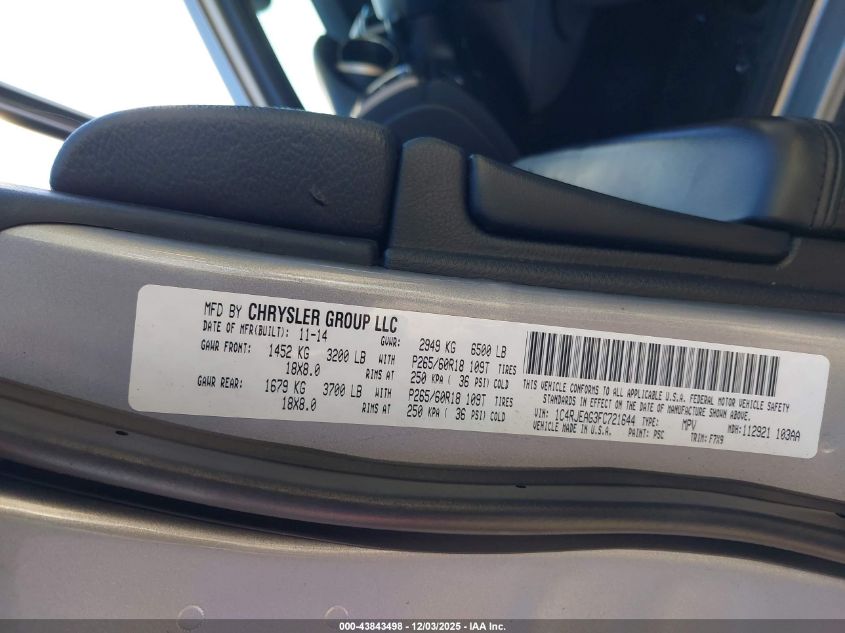 MFD BY CHRYSLER GROUP LLC
DATE OF MFR(BUILT): 11-14 GVWR: 2949 KG 6500 LB
GAWR FRONT: 1452 KG 3200 LB WITH P265/60R18 109T TIRES
18X8.0 RIMS AT 250 KPA ( 36 PSI) COLD
GAWR REAR: 1679 KG 3700 LB WITH P265/60R18 109T TIRES
18X8.0 RIMS AT 250 KPA ( 36 PSI) COLD
THIS VEHICLE CONFORMS TO ALL APPLICABLE U.S.A. FEDERAL MOTOR VEHICLE SAFETY
STANDARDS IN EFFECT ON THE DATE OF MANUFACTURE SHOWN ABOVE.
VIN: 1C4RJEAG3FC721644 TYPE: MPV MDH: 112921 103AA
VEHICLE MADE IN U.S.A. PAINT: PSC TRIM: F7X9
000-43843498 - 12/03/2025 - IAA Inc.